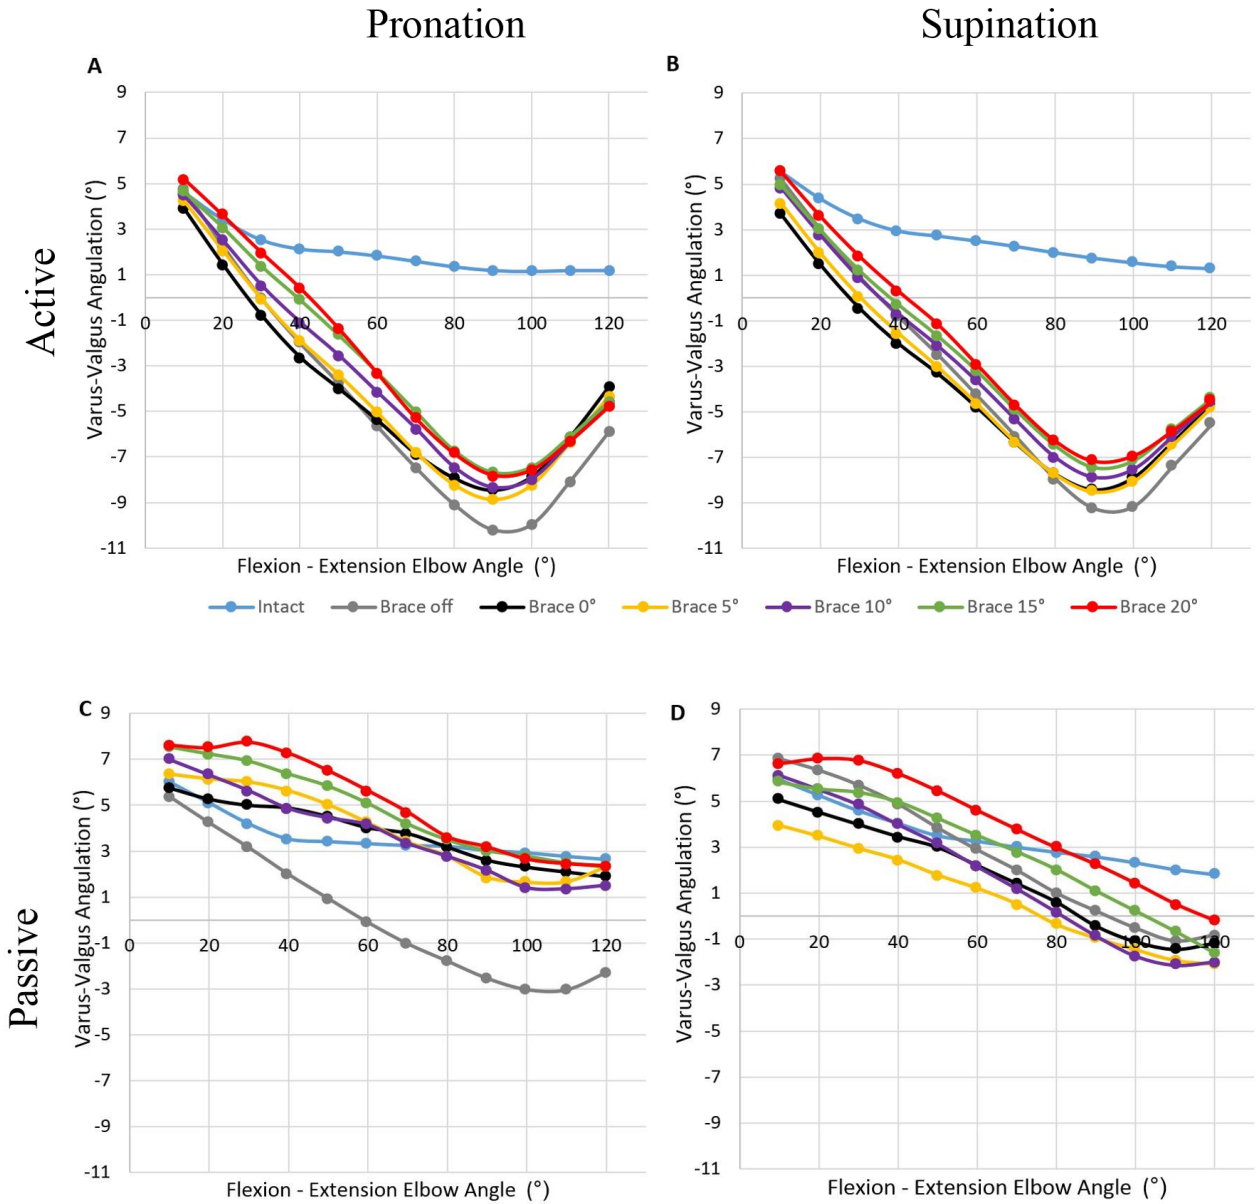 Pronation
Supination
Active
A
9
7
5
3
1
-1
-3
-5
-7
-9
-11
0 20 40 60 80 100 120
Varus-Valgus Angulation (°)
Flexion - Extension Elbow Angle (°)
B
9
7
5
3
1
-1
-3
-5
-7
-9
-11
0 20 40 60 80 100 120
Varus-Valgus Angulation (°)
Flexion - Extension Elbow Angle (°)
Intact Brace off Brace 0° Brace 5° Brace 10° Brace 15° Brace 20°
Passive
C
9
7
5
3
1
-1
-3
-5
-7
-9
-11
0 20 40 60 80 100 120
Varus-Valgus Angulation (°)
Flexion - Extension Elbow Angle (°)
D
9
7
5
3
1
-1
-3
-5
-7
-9
-11
0 20 40 60 80 100 120
Varus-Valgus Angulation (°)
Flexion - Extension Elbow Angle (°)